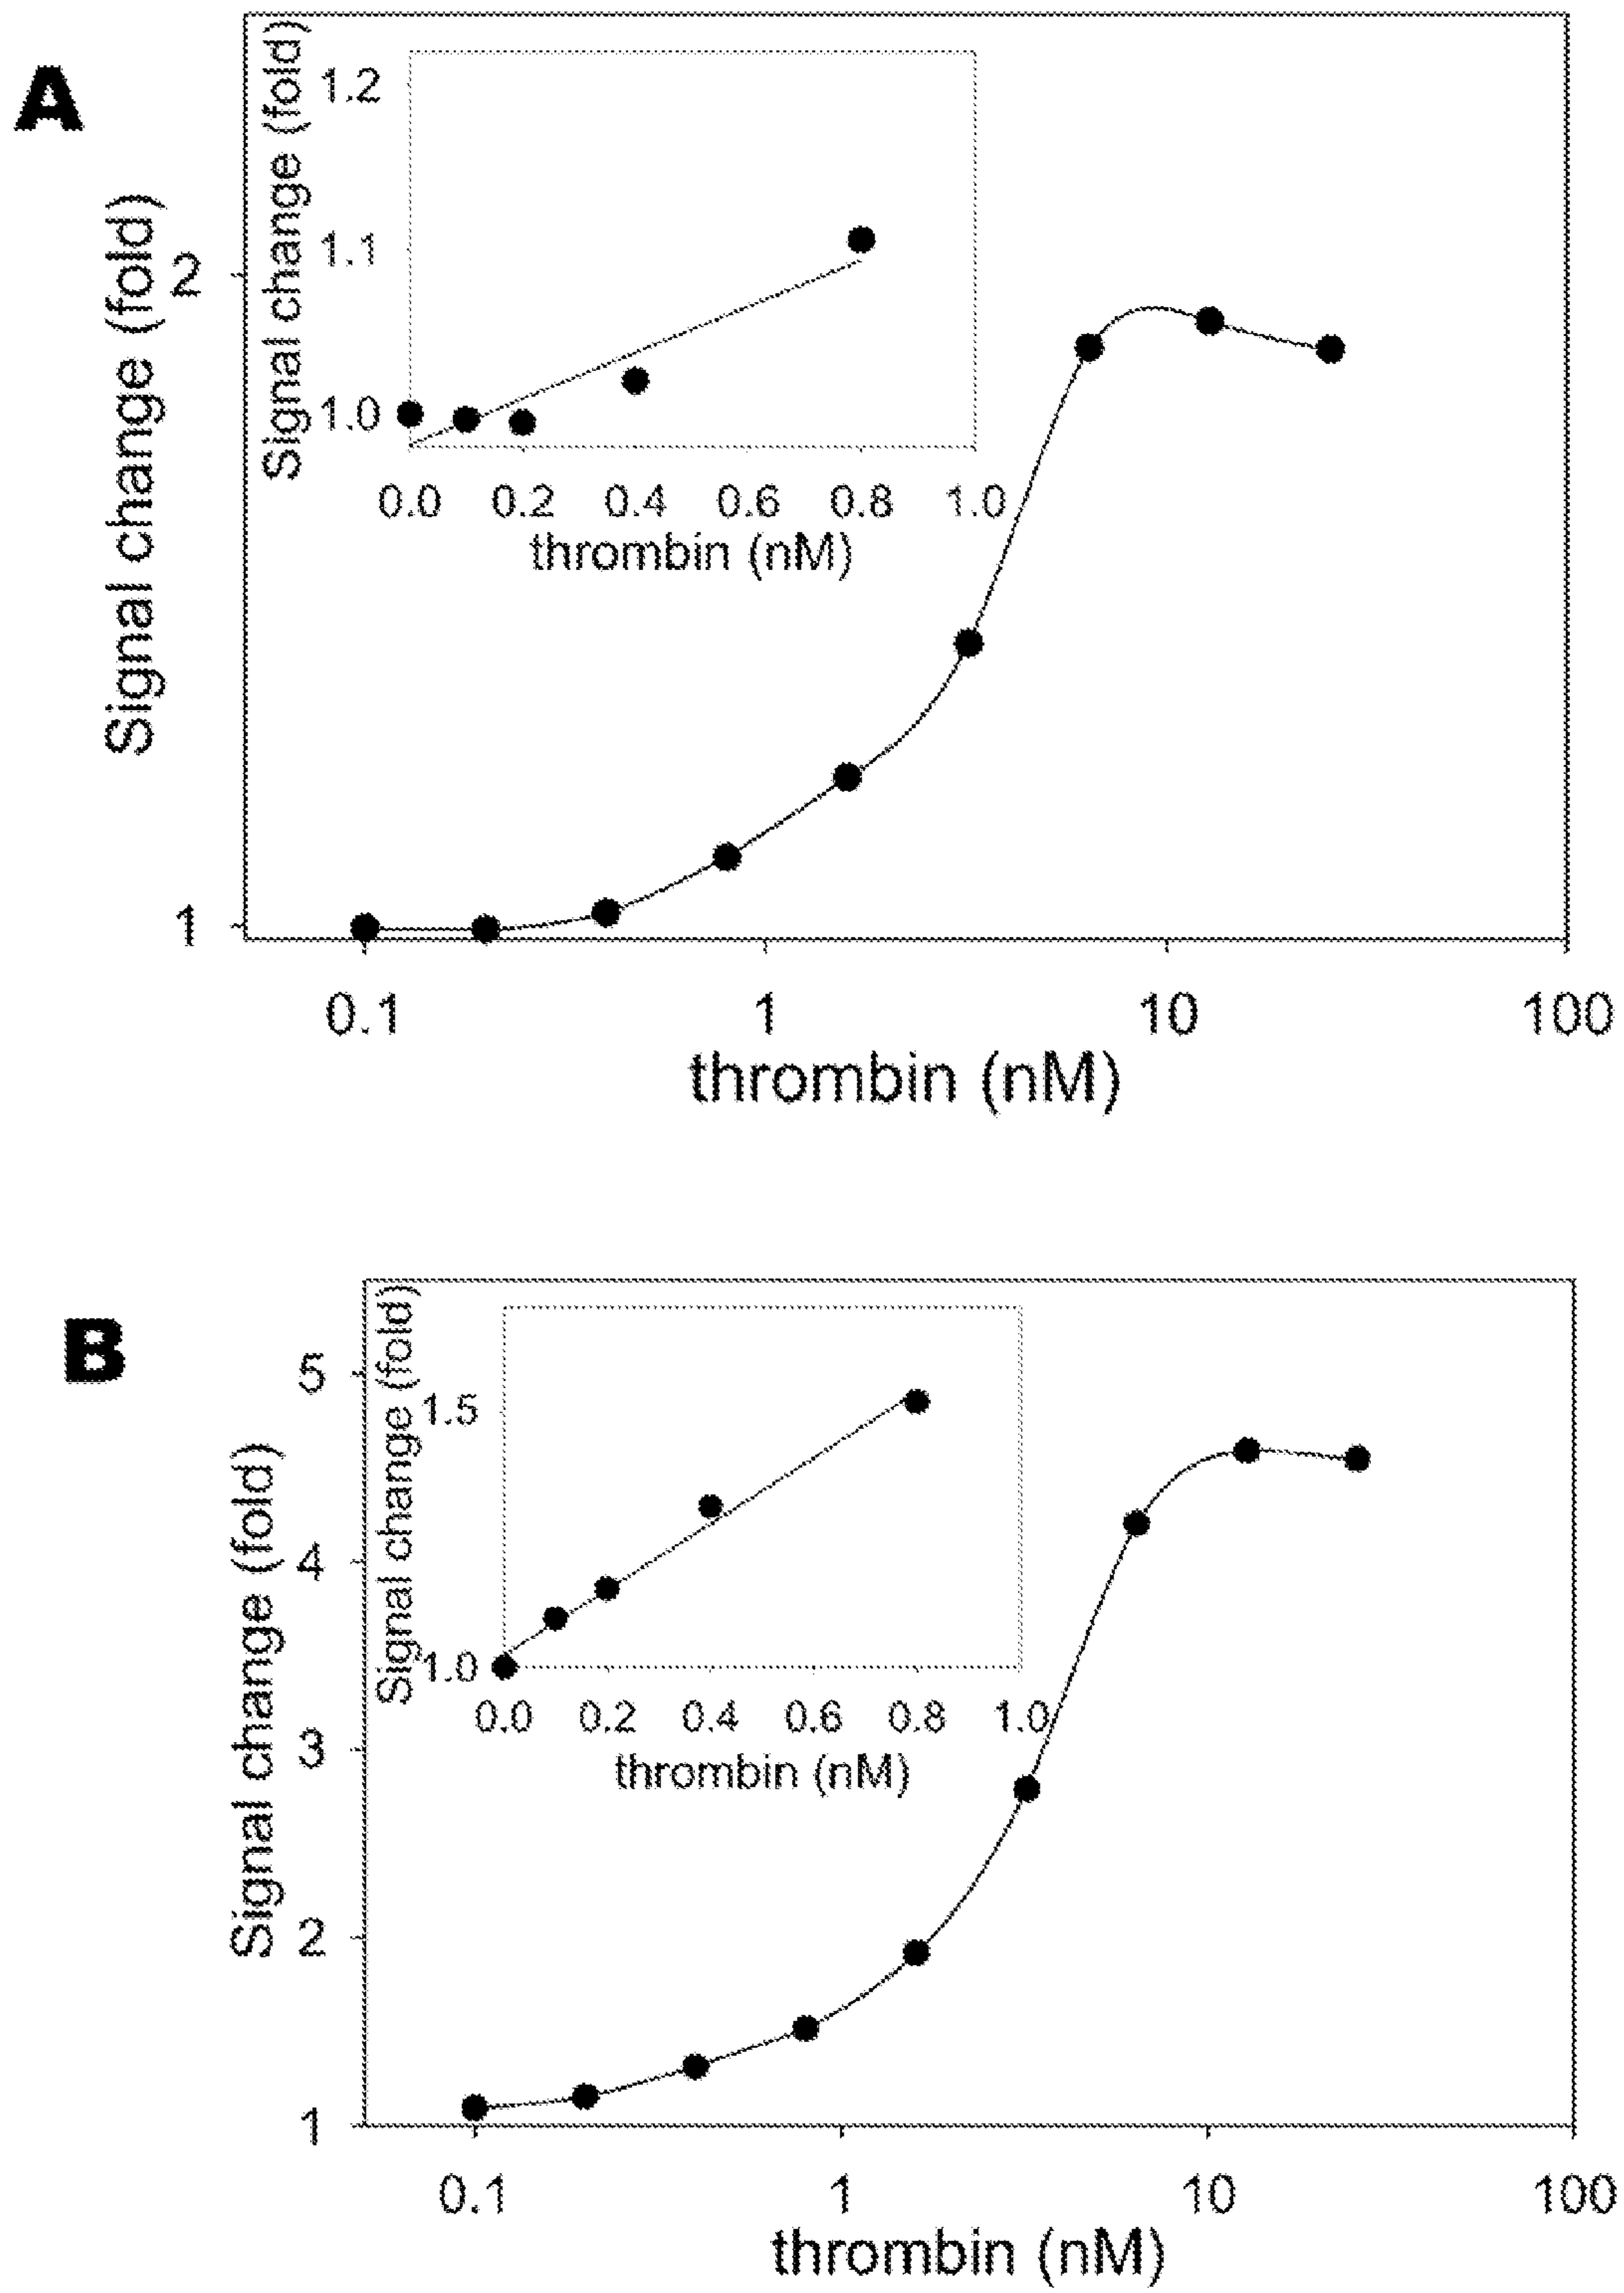 A
Signal change (fold)
2
1
Signal change (fold)
1.2
1.1
1.0
0.0 0.2 0.4 0.6 0.8 1.0
thrombin (nM)
0.1 1 10 100
thrombin (nM)
B
Signal change (fold)
5
4
3
2
1
Signal change (fold)
1.5
1.0
0.0 0.2 0.4 0.6 0.8 1.0
thrombin (nM)
0.1 1 10 100
thrombin (nM)